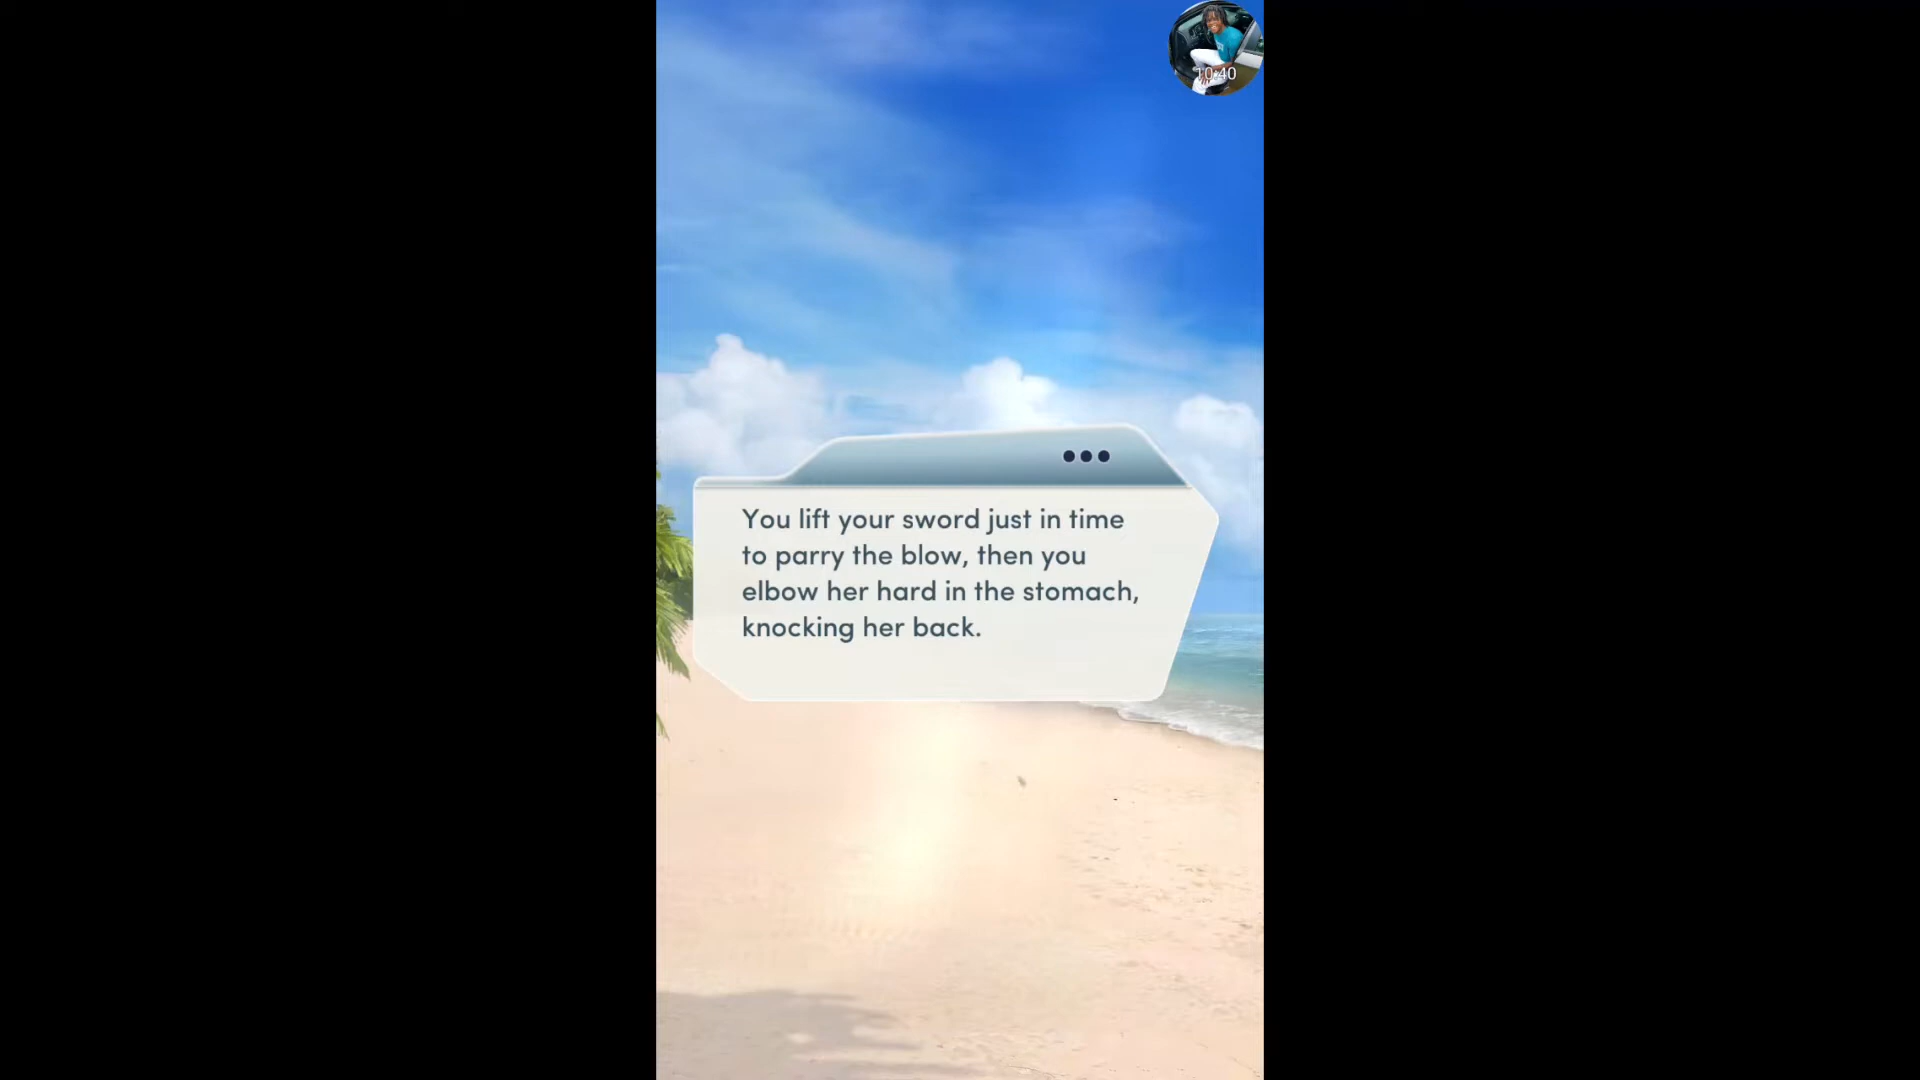 10:40
You lift your sword just in time
to parry the blow, then you
elbow her hard in the stomach,
knocking her back.